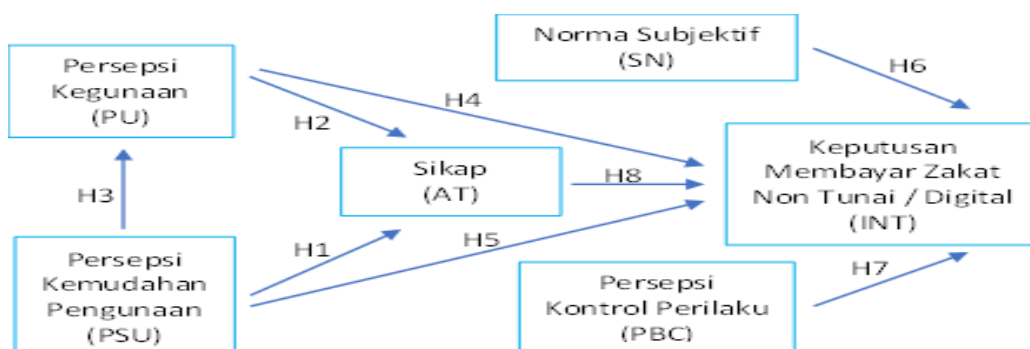 Norma Subjektif
(SN)
Persepsi
Kegunaan
(PU)
H6
H4
H2
Keputusan
Membayar Zakat
Non Tunai / Digital
(INT)
Sikap
(AT)
H8
H3
H1
H5
Persepsi
Kemudahan
Pengunaan
(PSU)
Persepsi
Kontrol Perilaku
(PBC)
H7